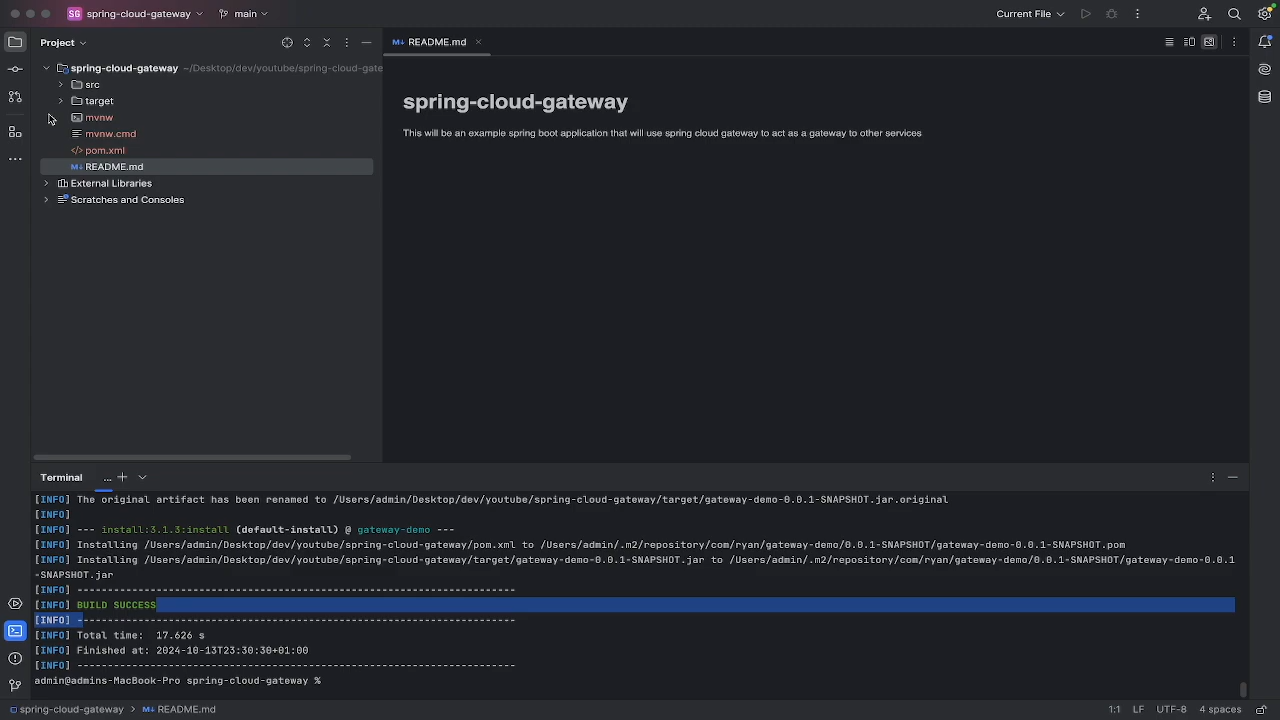 SG spring-cloud-gateway main Current File
Project
README.md
spring-cloud-gateway ~/Desktop/dev/youtube/spring-cloud-gate
src
target
mvnw
mvnw.cmd
</> pom.xml
M↓ README.md
External Libraries
Scratches and Consoles
spring-cloud-gateway
This will be an example spring boot application that will use spring cloud gateway to act as a gateway to other services
Terminal ...
[INFO] The original artifact has been renamed to /Users/admin/Desktop/dev/youtube/spring-cloud-gateway/target/gateway-demo-0.0.1-SNAPSHOT.jar.original
[INFO]
[INFO] --- install:3.1.3:install (default-install) @ gateway-demo ---
[INFO] Installing /Users/admin/Desktop/dev/youtube/spring-cloud-gateway/pom.xml to /Users/admin/.m2/repository/com/ryan/gateway-demo/0.0.1-SNAPSHOT/gateway-demo-0.0.1-SNAPSHOT.pom
[INFO] Installing /Users/admin/Desktop/dev/youtube/spring-cloud-gateway/target/gateway-demo-0.0.1-SNAPSHOT.jar to /Users/admin/.m2/repository/com/ryan/gateway-demo/0.0.1-SNAPSHOT/gateway-demo-0.0.1
-SNAPSHOT.jar
[INFO] ------------------------------------------------------------------------
[INFO] BUILD SUCCESS
[INFO] ------------------------------------------------------------------------
[INFO] Total time:  17.626 s
[INFO] Finished at: 2024-10-13T23:30:30+01:00
[INFO] ------------------------------------------------------------------------
admin@admins-MacBook-Pro spring-cloud-gateway %
spring-cloud-gateway > M↓ README.md 1:1 LF UTF-8 4 spaces